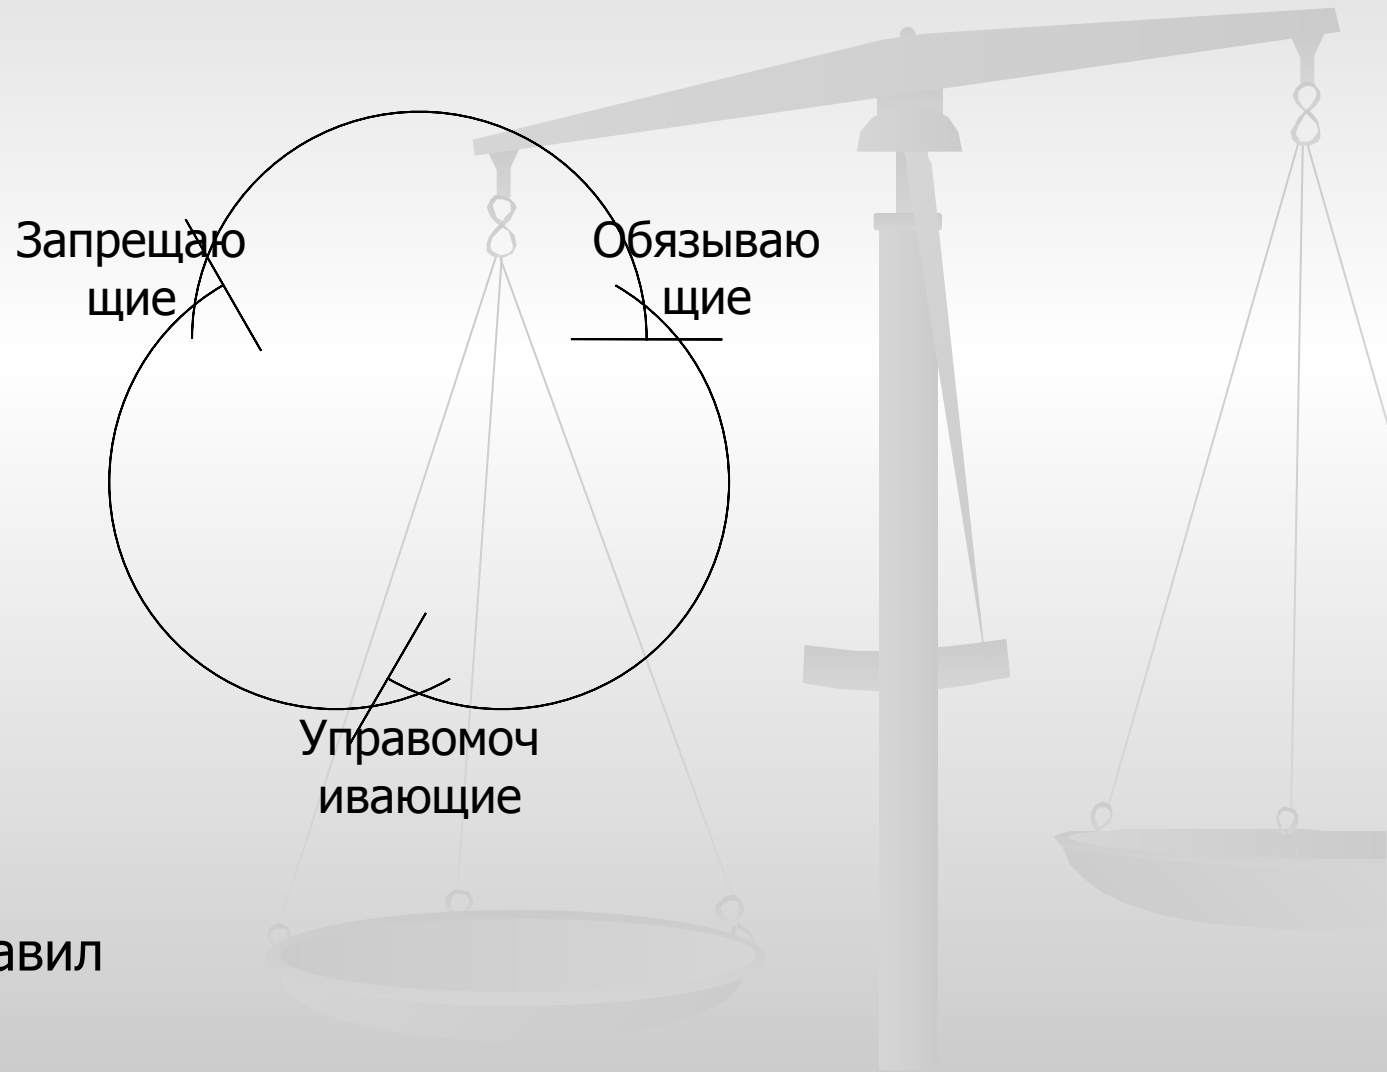 Запрещаю
щие
Обязываю
щие
Управомоч
ивающие
авил